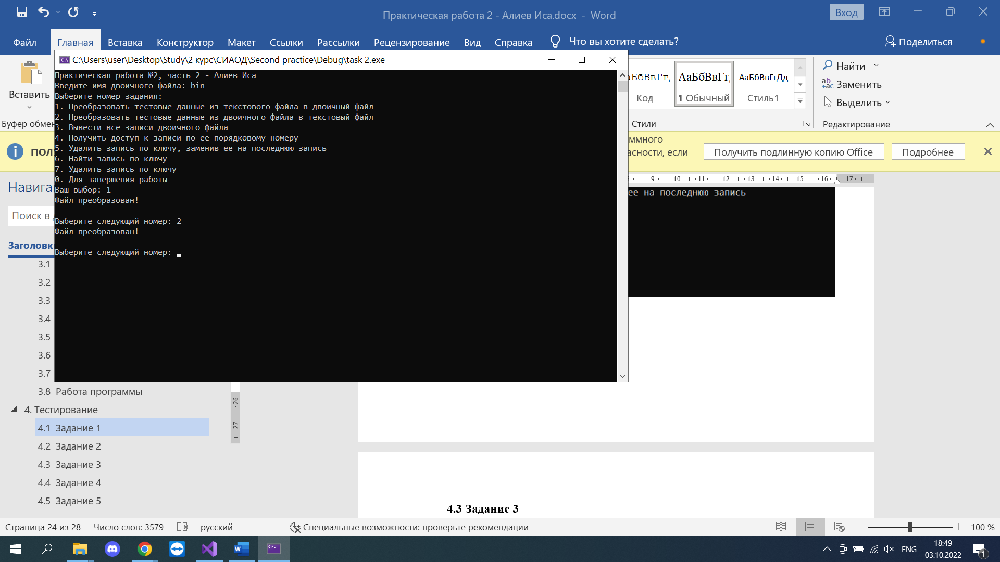 Практическая работа 2 - Алиев Иса.docx - Word
Вход
Файл
Главная
Вставка
Конструктор
Макет
Ссылки
Рассылки
Рецензирование
Вид
Справка
Что вы хотите сделать?
Поделиться
C:\Users\user\Desktop\Study\2 курс\СИАОД\Second practice\Debug\task 2.exe
Практическая работа №2, часть 2 - Алиев Иса
Введите имя двоичного файла: bin
Выберите номер задания:
1. Преобразовать тестовые данные из текстового файла в двоичный файл
2. Преобразовать тестовые данные из двоичного файла в текстовый файл
3. Вывести все записи двоичного файла
4. Получить доступ к записи по ее порядковому номеру
5. Удалить запись по ключу, заменив ее на последнюю запись
6. Найти запись по ключу
7. Удалить запись по ключу
0. Для завершения работы
Ваш выбор: 1
Файл преобразован!
Выберите следующий номер: 2
Файл преобразован!
Выберите следующий номер:
Вставить
Буфер обмен
АаБбВвГг,
АаБбВвГгДд
Код
¶ Обычный
Стиль1
Стили
Найти
Заменить
Выделить
Редактирование
ммного
асности, если
Получить подлинную копию Office
Подробнее
9 10 11 12 13 14 15 16 17
ее на последнюю запись
Поиск в
3.1
3.2
3.3
3.4
3.5
3.6
3.7
3.8 Работа программы
4. Тестирование
4.1 Задание 1
4.2 Задание 2
4.3 Задание 3
4.4 Задание 4
4.5 Задание 5
26
27
4.3 Задание 3
Страница 24 из 28
Число слов: 3579
русский
Специальные возможности: проверьте рекомендации
100 %
ENG
18:49
03.10.2022
1